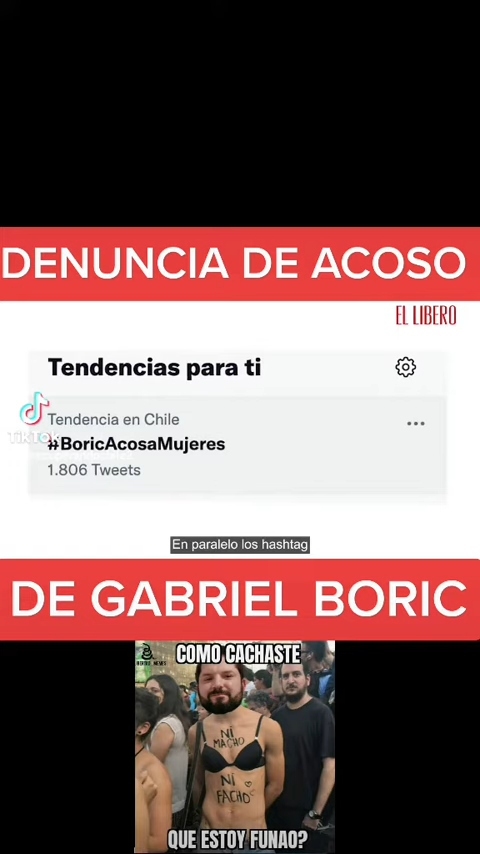 DENUNCIA DE ACOSO
EL LIBERO
Tendencias para ti
Tendencia en Chile
#BoricAcosaMujeres
1.806 Tweets
TikTok
En paralelo los hashtag
DE GABRIEL BORIC
COMO CACHASTE
NI
MACHO
NI
FACHO
QUE ESTOY FUNAO?